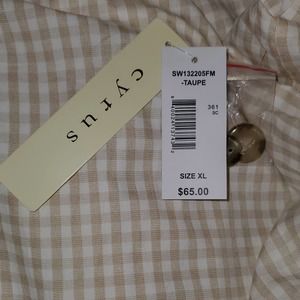 cyrus
SW132205FM
-TAUPE
361
SC
SIZE XL
$65.00